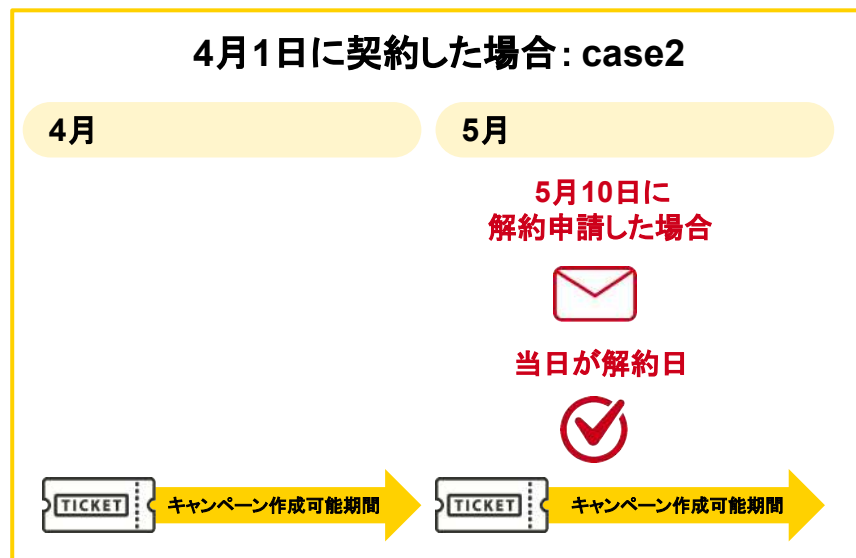 4月1日に契約した場合: case2
4月
5月
5月10日に
解約申請した場合
当日が解約日
TICKET
キャンペーン作成可能期間
TICKET
キャンペーン作成可能期間